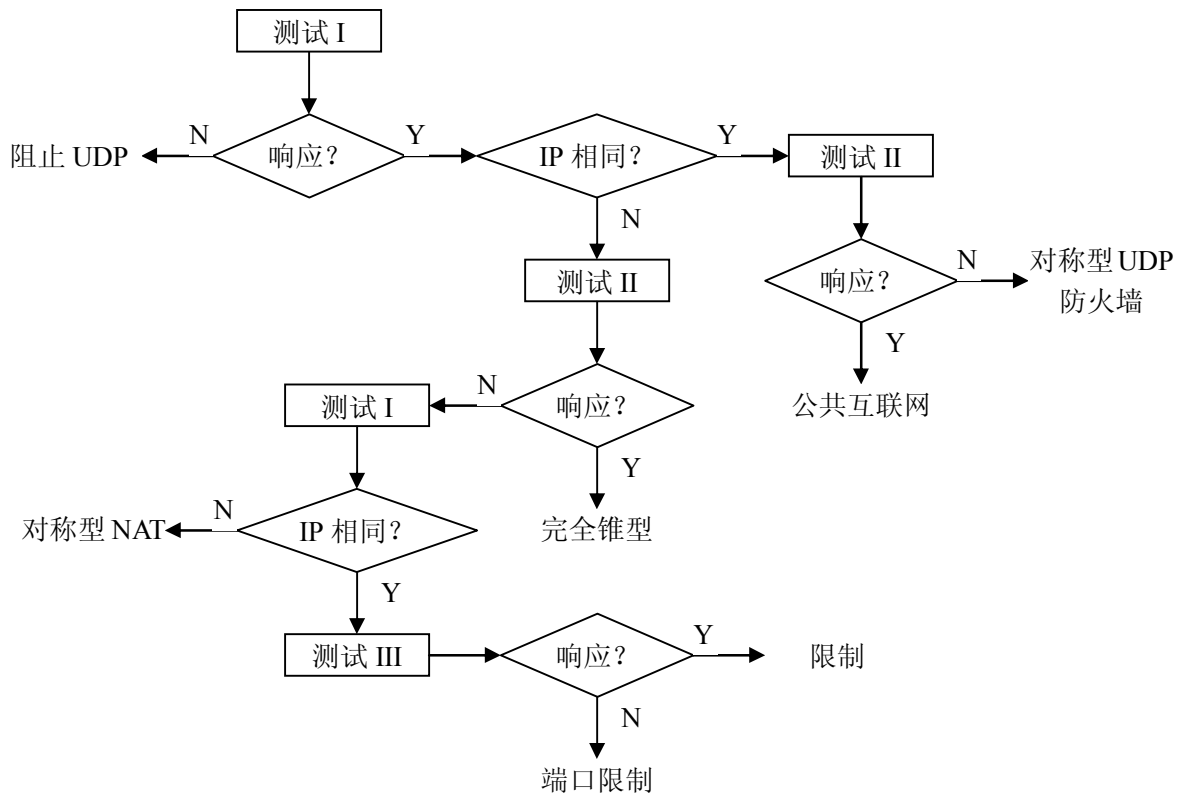 测试 I
N
Y
Y
阻止 UDP
响应?
IP 相同?
测试 II
N
测试 II
响应?
N
对称型 UDP
防火墙
Y
N
测试 I
响应?
公共互联网
Y
N
对称型 NAT
IP 相同?
完全锥型
Y
测试 III
响应?
Y
限制
N
端口限制